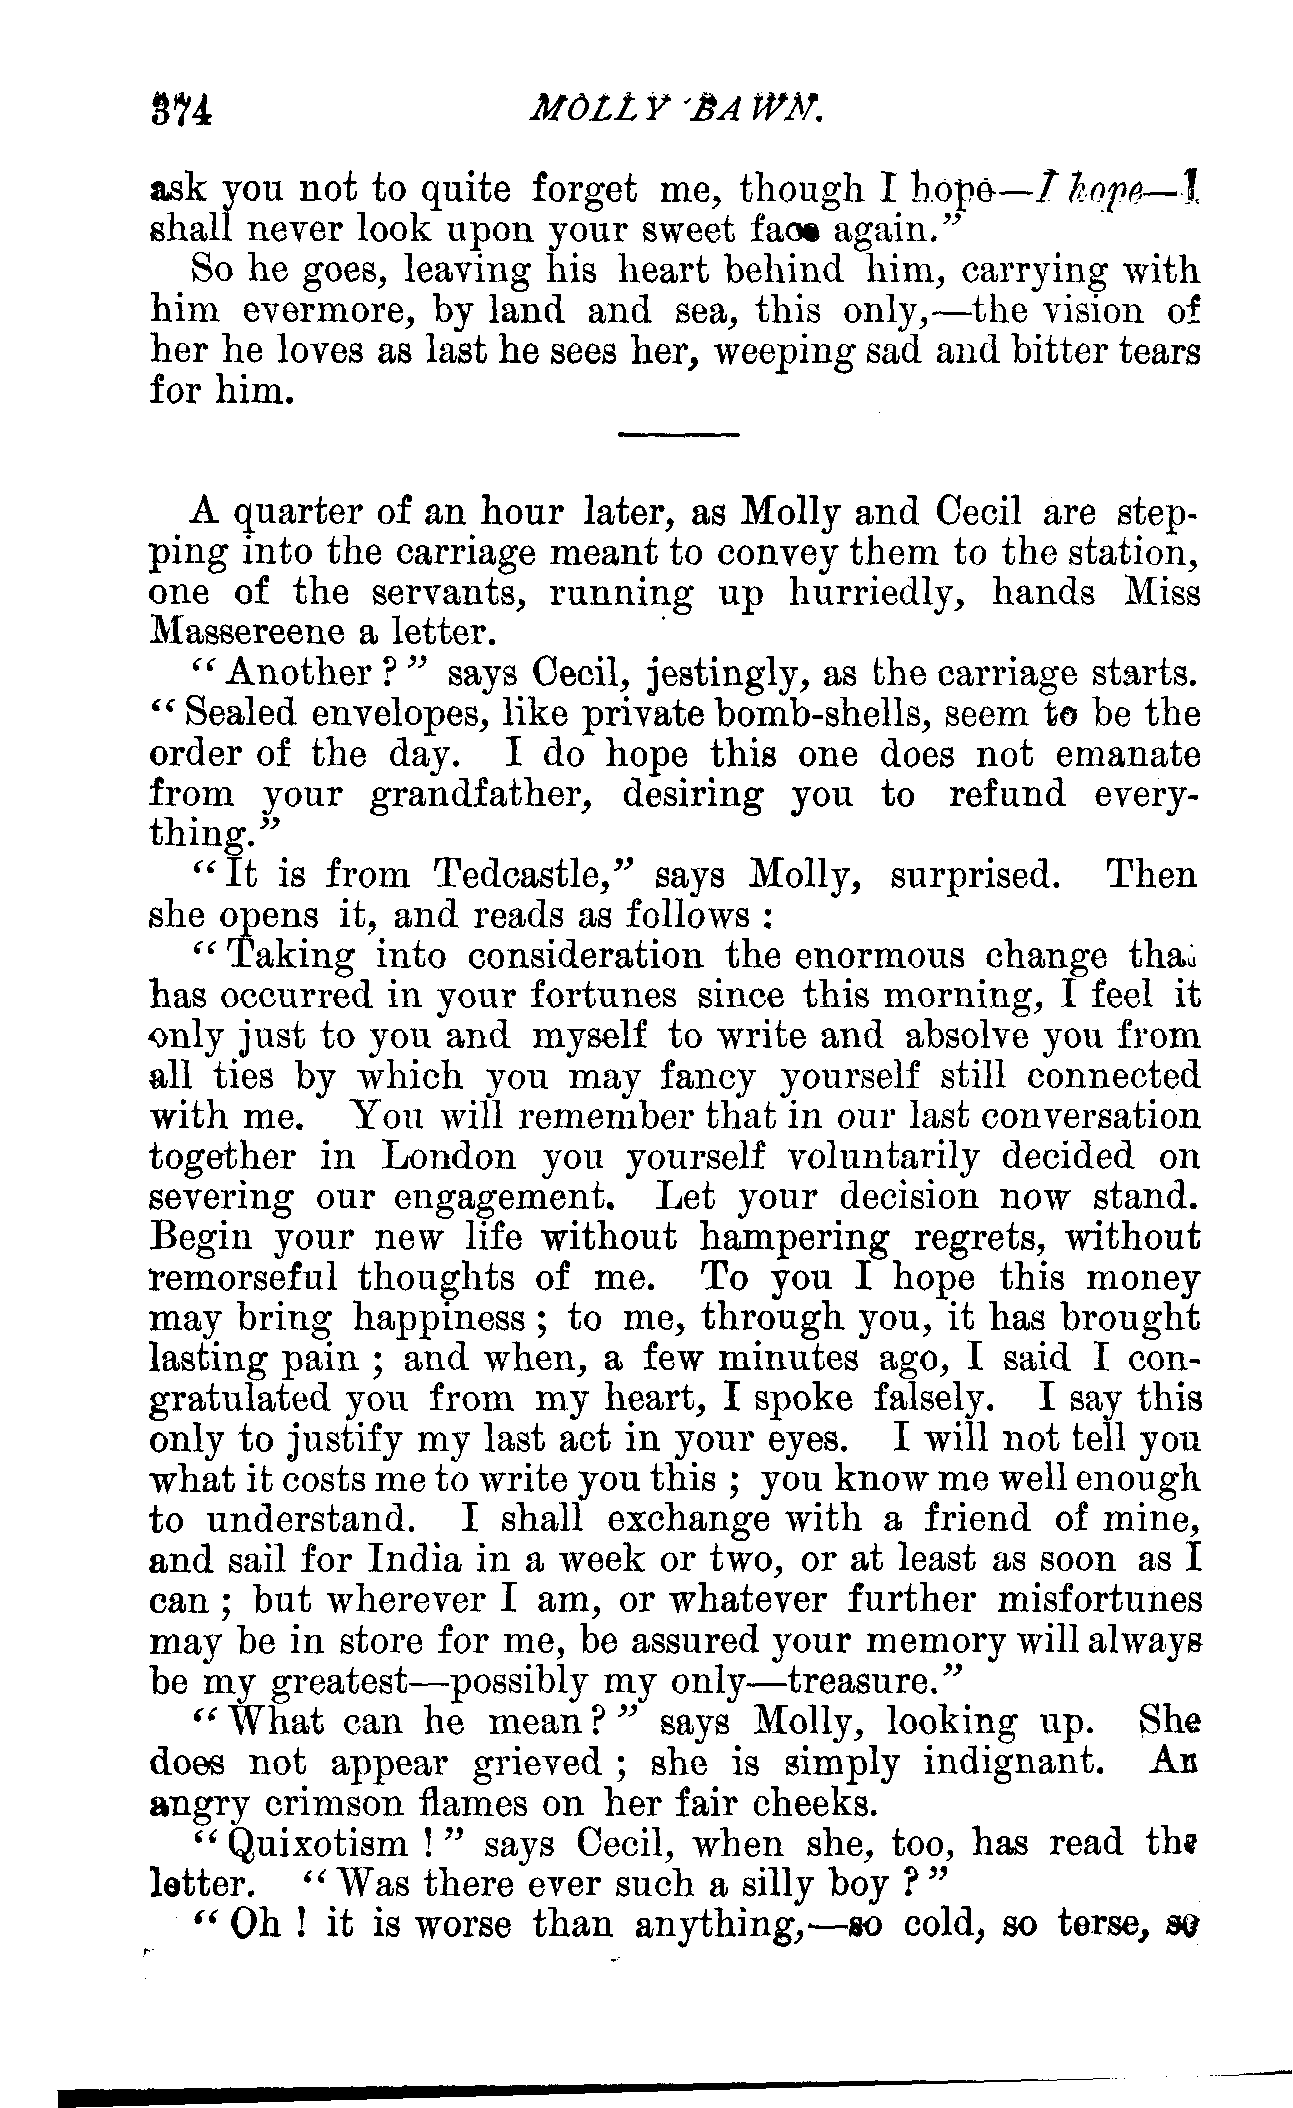 374 MOLLY BAWN.
ask you not to quite forget me, though I hope—I hope—I
shall never look upon your sweet face again.”
So he goes, leaving his heart behind him, carrying with
him evermore, by land and sea, this only,—the vision of
her he loves as last he sees her, weeping sad and bitter tears
for him.
A quarter of an hour later, as Molly and Cecil are step-
ping into the carriage meant to convey them to the station,
one of the servants, running up hurriedly, hands Miss
Massereene a letter.
“Another?” says Cecil, jestingly, as the carriage starts.
“Sealed envelopes, like private bomb-shells, seem to be the
order of the day. I do hope this one does not emanate
from your grandfather, desiring you to refund every-
thing.”
“It is from Tedcastle,” says Molly, surprised. Then
she opens it, and reads as follows:
“Taking into consideration the enormous change that
has occurred in your fortunes since this morning, I feel it
only just to you and myself to write and absolve you from
all ties by which you may fancy yourself still connected
with me. You will remember that in our last conversation
together in London you yourself voluntarily decided on
severing our engagement. Let your decision now stand.
Begin your new life without hampering regrets, without
remorseful thoughts of me. To you I hope this money
may bring happiness; to me, through you, it has brought
lasting pain; and when, a few minutes ago, I said I con-
gratulated you from my heart, I spoke falsely. I say this
only to justify my last act in your eyes. I will not tell you
what it costs me to write you this; you know me well enough
to understand. I shall exchange with a friend of mine,
and sail for India in a week or two, or at least as soon as I
can; but wherever I am, or whatever further misfortunes
may be in store for me, be assured your memory will always
be my greatest—possibly my only—treasure.”
“What can he mean?” says Molly, looking up. She
does not appear grieved; she is simply indignant. An
angry crimson flames on her fair cheeks.
“Quixotism!” says Cecil, when she, too, has read the
letter. “Was there ever such a silly boy?”
“Oh! it is worse than anything,—so cold, so terse, so